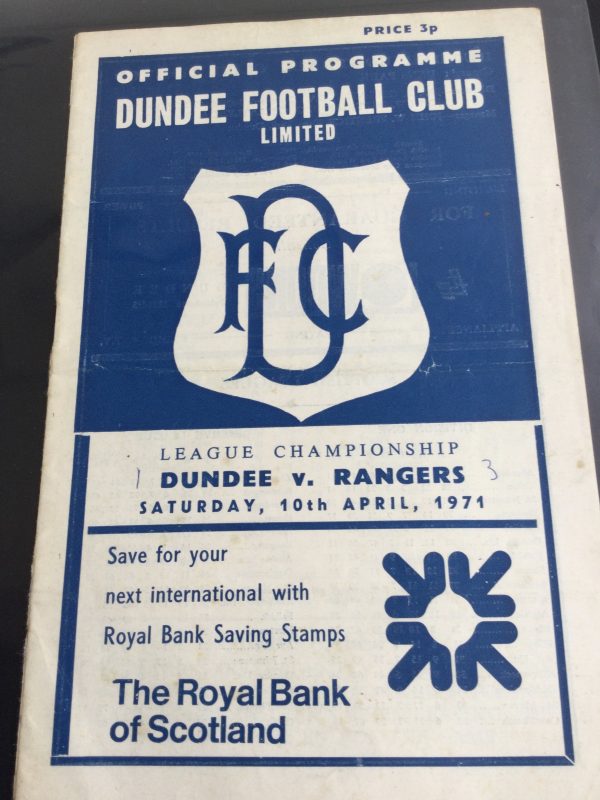 PRICE 3p
OFFICIAL PROGRAMME
DUNDEE FOOTBALL CLUB
LIMITED
DFC
LEAGUE CHAMPIONSHIP
1 DUNDEE v. RANGERS 3
SATURDAY, 10th APRIL, 1971
Save for your
next international with
Royal Bank Saving Stamps
The Royal Bank
of Scotland